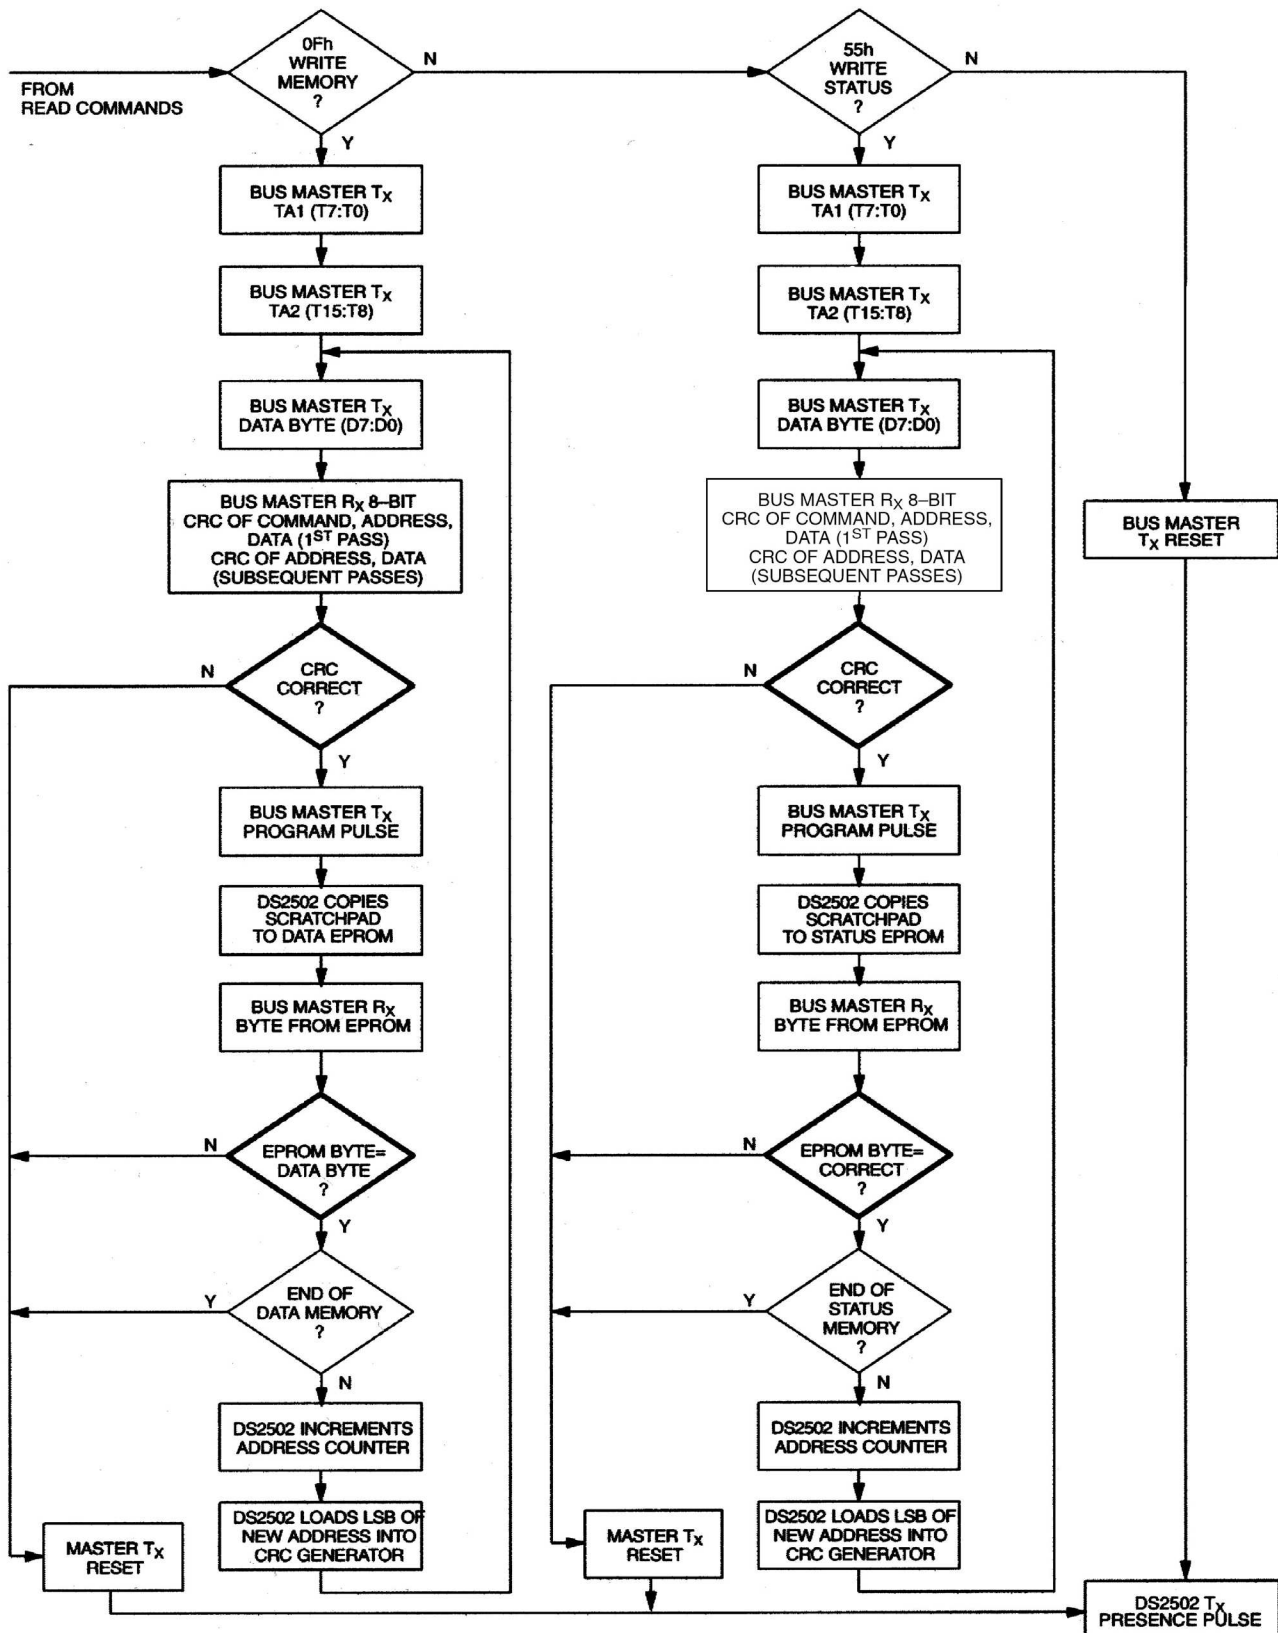 0Fh
WRITE
MEMORY
?
N
55h
WRITE
STATUS
?
N
FROM
READ COMMANDS
Y
Y
BUS MASTER TX
TA1 (T7:T0)
BUS MASTER TX
TA1 (T7:T0)
BUS MASTER TX
TA2 (T15:T8)
BUS MASTER TX
TA2 (T15:T8)
BUS MASTER TX
DATA BYTE (D7:D0)
BUS MASTER TX
DATA BYTE (D7:D0)
BUS MASTER RX 8–BIT
CRC OF COMMAND, ADDRESS,
DATA (1ST PASS)
CRC OF ADDRESS, DATA
(SUBSEQUENT PASSES)
BUS MASTER RX 8–BIT
CRC OF COMMAND, ADDRESS,
DATA (1ST PASS)
CRC OF ADDRESS, DATA
(SUBSEQUENT PASSES)
BUS MASTER
TX RESET
N
CRC
CORRECT
?
Y
N
CRC
CORRECT
?
Y
BUS MASTER TX
PROGRAM PULSE
BUS MASTER TX
PROGRAM PULSE
DS2502 COPIES
SCRATCHPAD
TO DATA EPROM
DS2502 COPIES
SCRATCHPAD
TO STATUS EPROM
BUS MASTER RX
BYTE FROM EPROM
BUS MASTER RX
BYTE FROM EPROM
N
EPROM BYTE=
DATA BYTE
?
Y
N
EPROM BYTE=
CORRECT
?
Y
Y
END OF
DATA MEMORY
?
N
Y
END OF
STATUS
MEMORY
?
N
DS2502 INCREMENTS
ADDRESS COUNTER
DS2502 INCREMENTS
ADDRESS COUNTER
MASTER TX
RESET
DS2502 LOADS LSB OF
NEW ADDRESS INTO
CRC GENERATOR
MASTER TX
RESET
DS2502 LOADS LSB OF
NEW ADDRESS INTO
CRC GENERATOR
DS2502 TX
PRESENCE PULSE